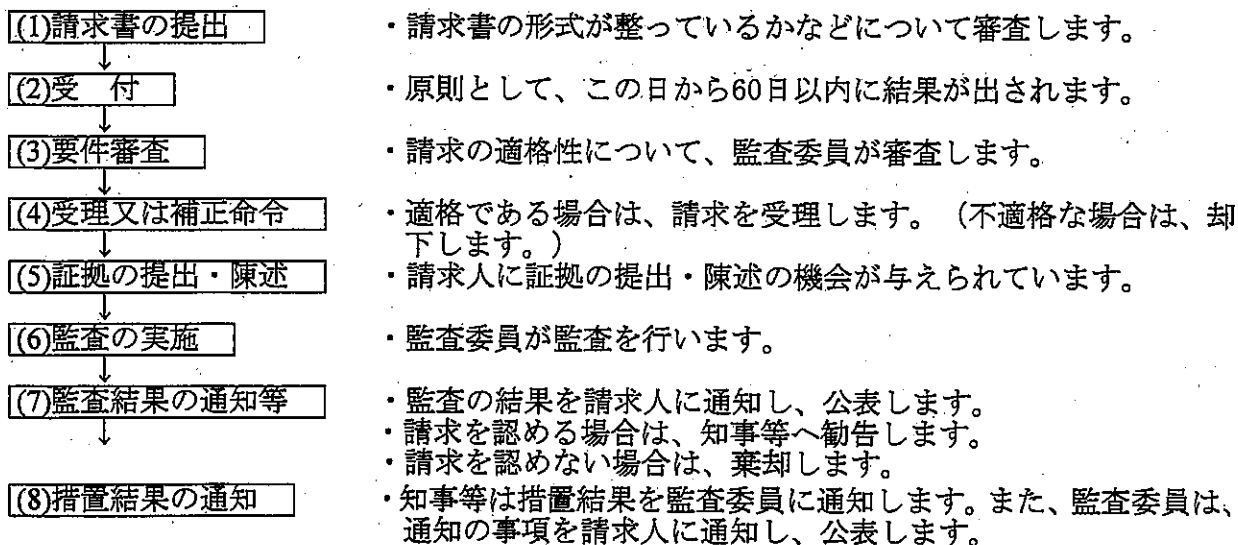 (1)請求書の提出 ・請求書の形式が整っているかなどについて審査します。
↓
(2)受　付 ・原則として、この日から60日以内に結果が出されます。
↓
(3)要件審査 ・請求の適格性について、監査委員が審査します。
↓
(4)受理又は補正命令 ・適格である場合は、請求を受理します。（不適格な場合は、却
下します。）
↓
(5)証拠の提出・陳述 ・請求人に証拠の提出・陳述の機会が与えられています。
↓
(6)監査の実施 ・監査委員が監査を行います。
↓
(7)監査結果の通知等 ・監査の結果を請求人に通知し、公表します。
↓ ・請求を認める場合は、知事等へ勧告します。
・請求を認めない場合は、棄却します。
(8)措置結果の通知 ・知事等は措置結果を監査委員に通知します。また、監査委員は、
通知の事項を請求人に通知し、公表します。